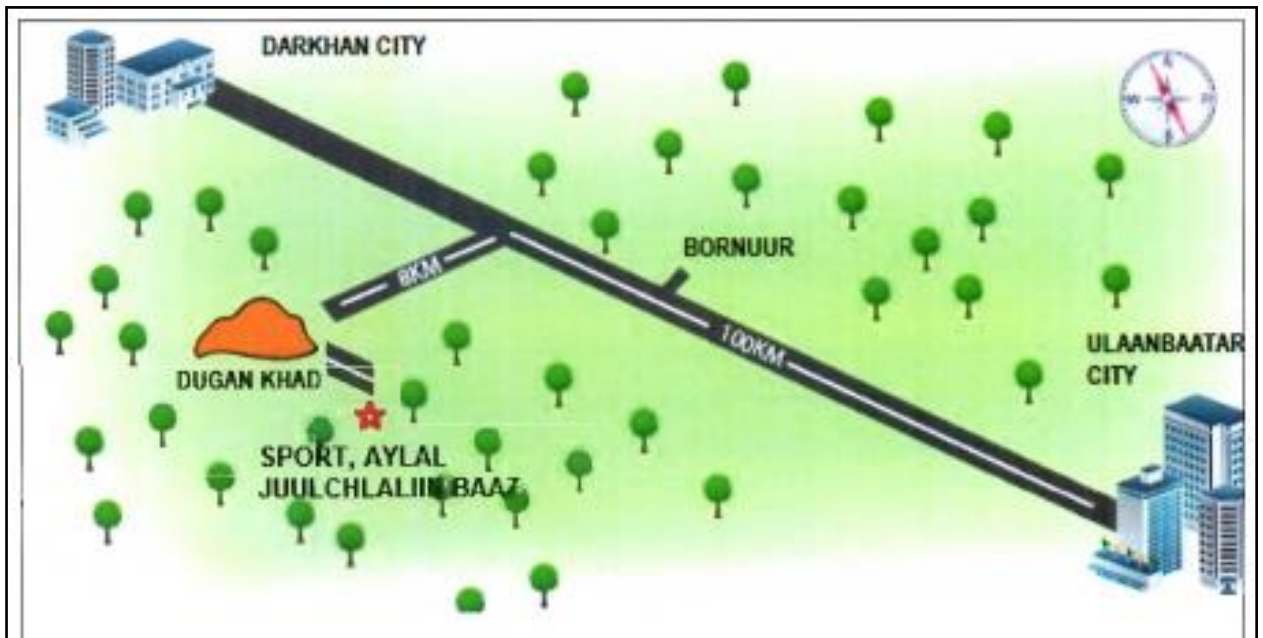 DARKHAN CITY
BORNUUR
8KM
100KM
ULAANBAATAR
CITY
DUGAN KHAD
SPORT, AYLAL
JUULCHLALIIN BAAZ